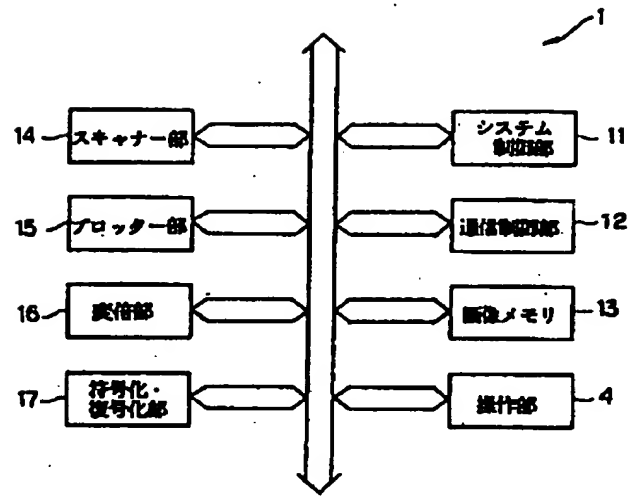 1
14
スキャナー部
システム
制御部
11
15
プロッター部
通信制御部
12
16
変倍部
画像メモリ
13
17
符号化・
復号化部
操作部
4